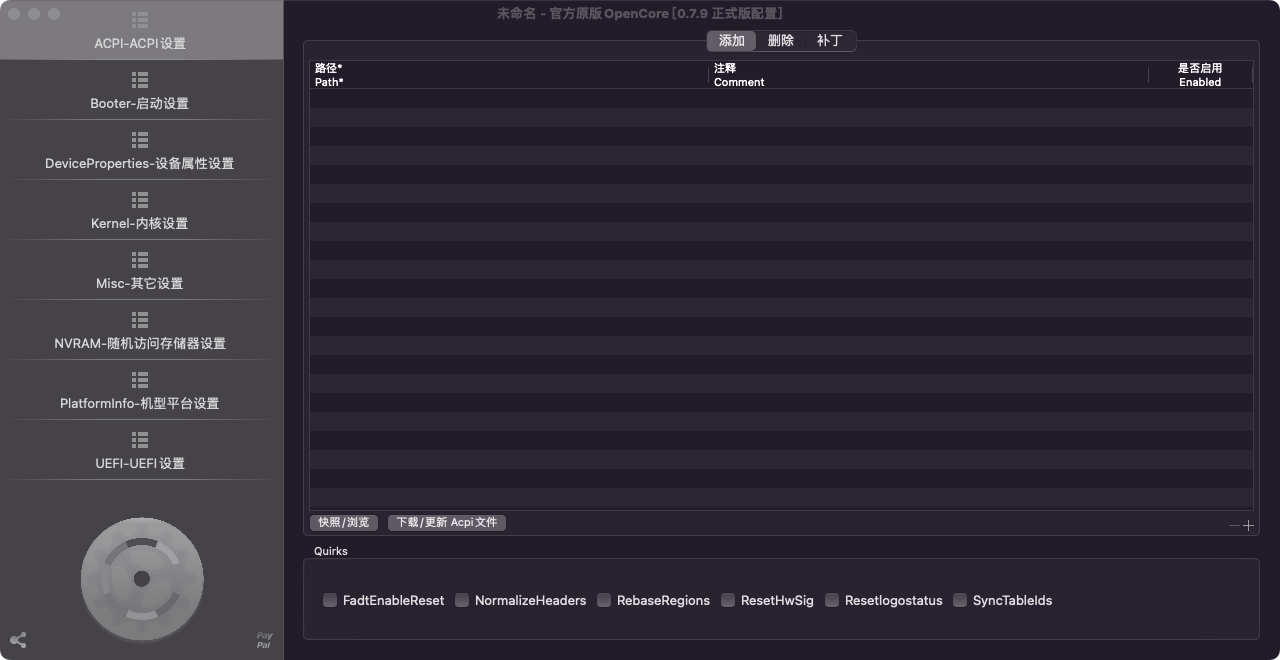 未命名 - 官方原版 OpenCore [0.7.9 正式版配置]
ACPI-ACPI 设置
Booter-启动设置
DeviceProperties-设备属性设置
Kernel-内核设置
Misc-其它设置
NVRAM-随机访问存储器设置
PlatformInfo-机型平台设置
UEFI-UEFI 设置
Pay
Pal
添加 删除 补丁
路径* 注释 是否启用
Path* Comment Enabled
快照/浏览 下载/更新 Acpi 文件
Quirks
FadtEnableReset NormalizeHeaders RebaseRegions ResetHwSig Resetlogostatus SyncTableIds